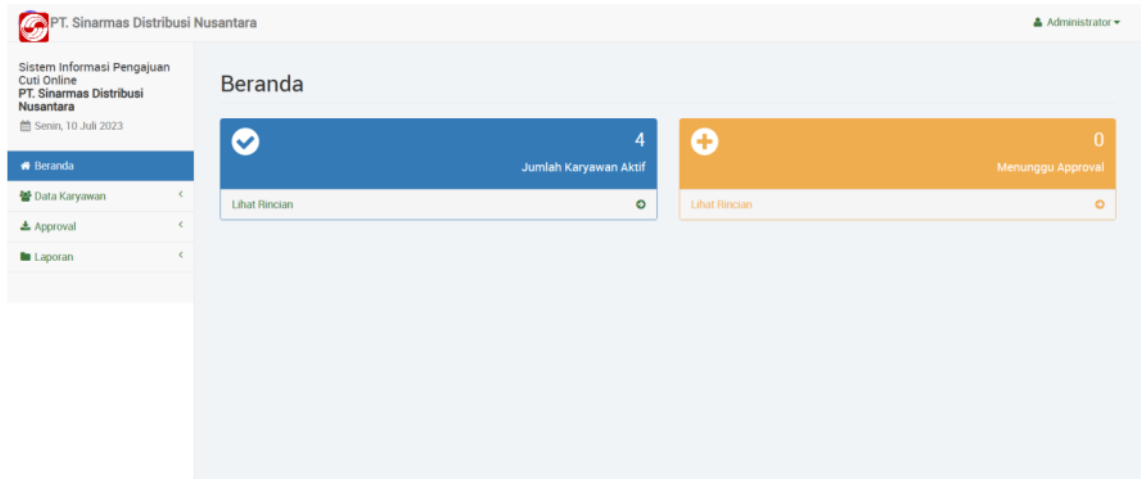 PT. Sinarmas Distribusi Nusantara
Administrator
Sistem Informasi Pengajuan
Cuti Online
PT. Sinarmas Distribusi
Nusantara
Senin, 10 Juli 2023
Beranda
Data Karyawan
Approval
Laporan
Beranda
4
Jumlah Karyawan Aktif
Lihat Rincian
0
Menunggu Approval
Lihat Rincian